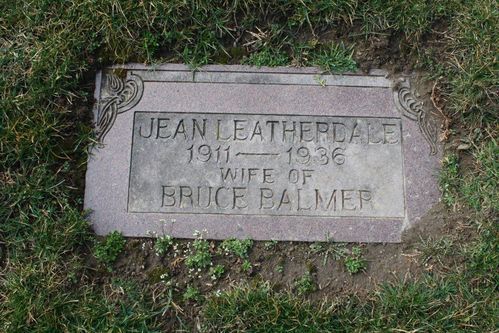 JEAN LEATHERDALE
1911 — 1936
WIFE OF
BRUCE BALMER